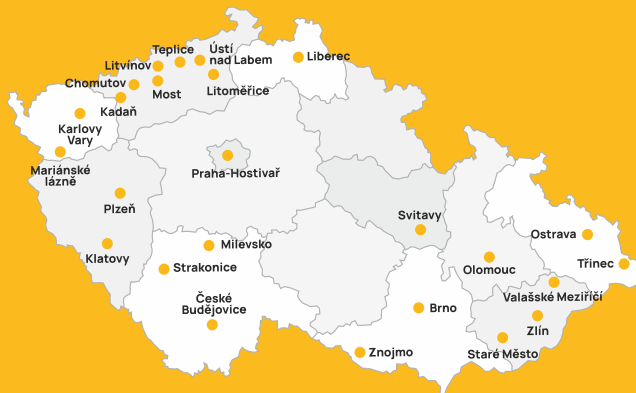 Teplice
Ústí
nad Labem
Liberec
Litvínov
Chomutov
Most
Litoměřice
Kadaň
Karlovy
Vary
Mariánské
lázně
Praha-Hostivař
Plzeň
Svitavy
Milevsko
Ostrava
Klatovy
Strakonice
Olomouc
Třinec
České
Budějovice
Valašské Meziříčí
Brno
Zlín
Znojmo
Staré Město